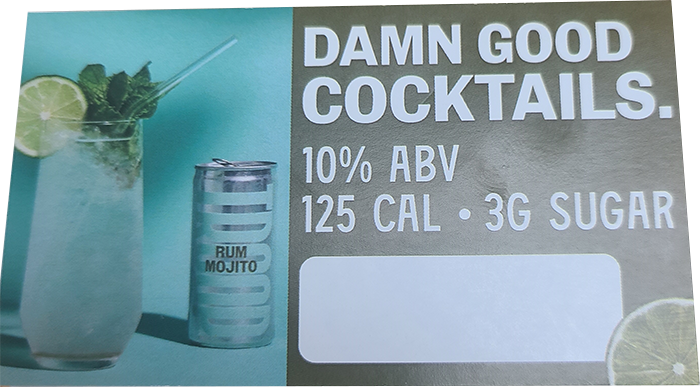 DAMN GOOD
COCKTAILS.
10% ABV
125 CAL • 3G SUGAR
RUM
MOJITO